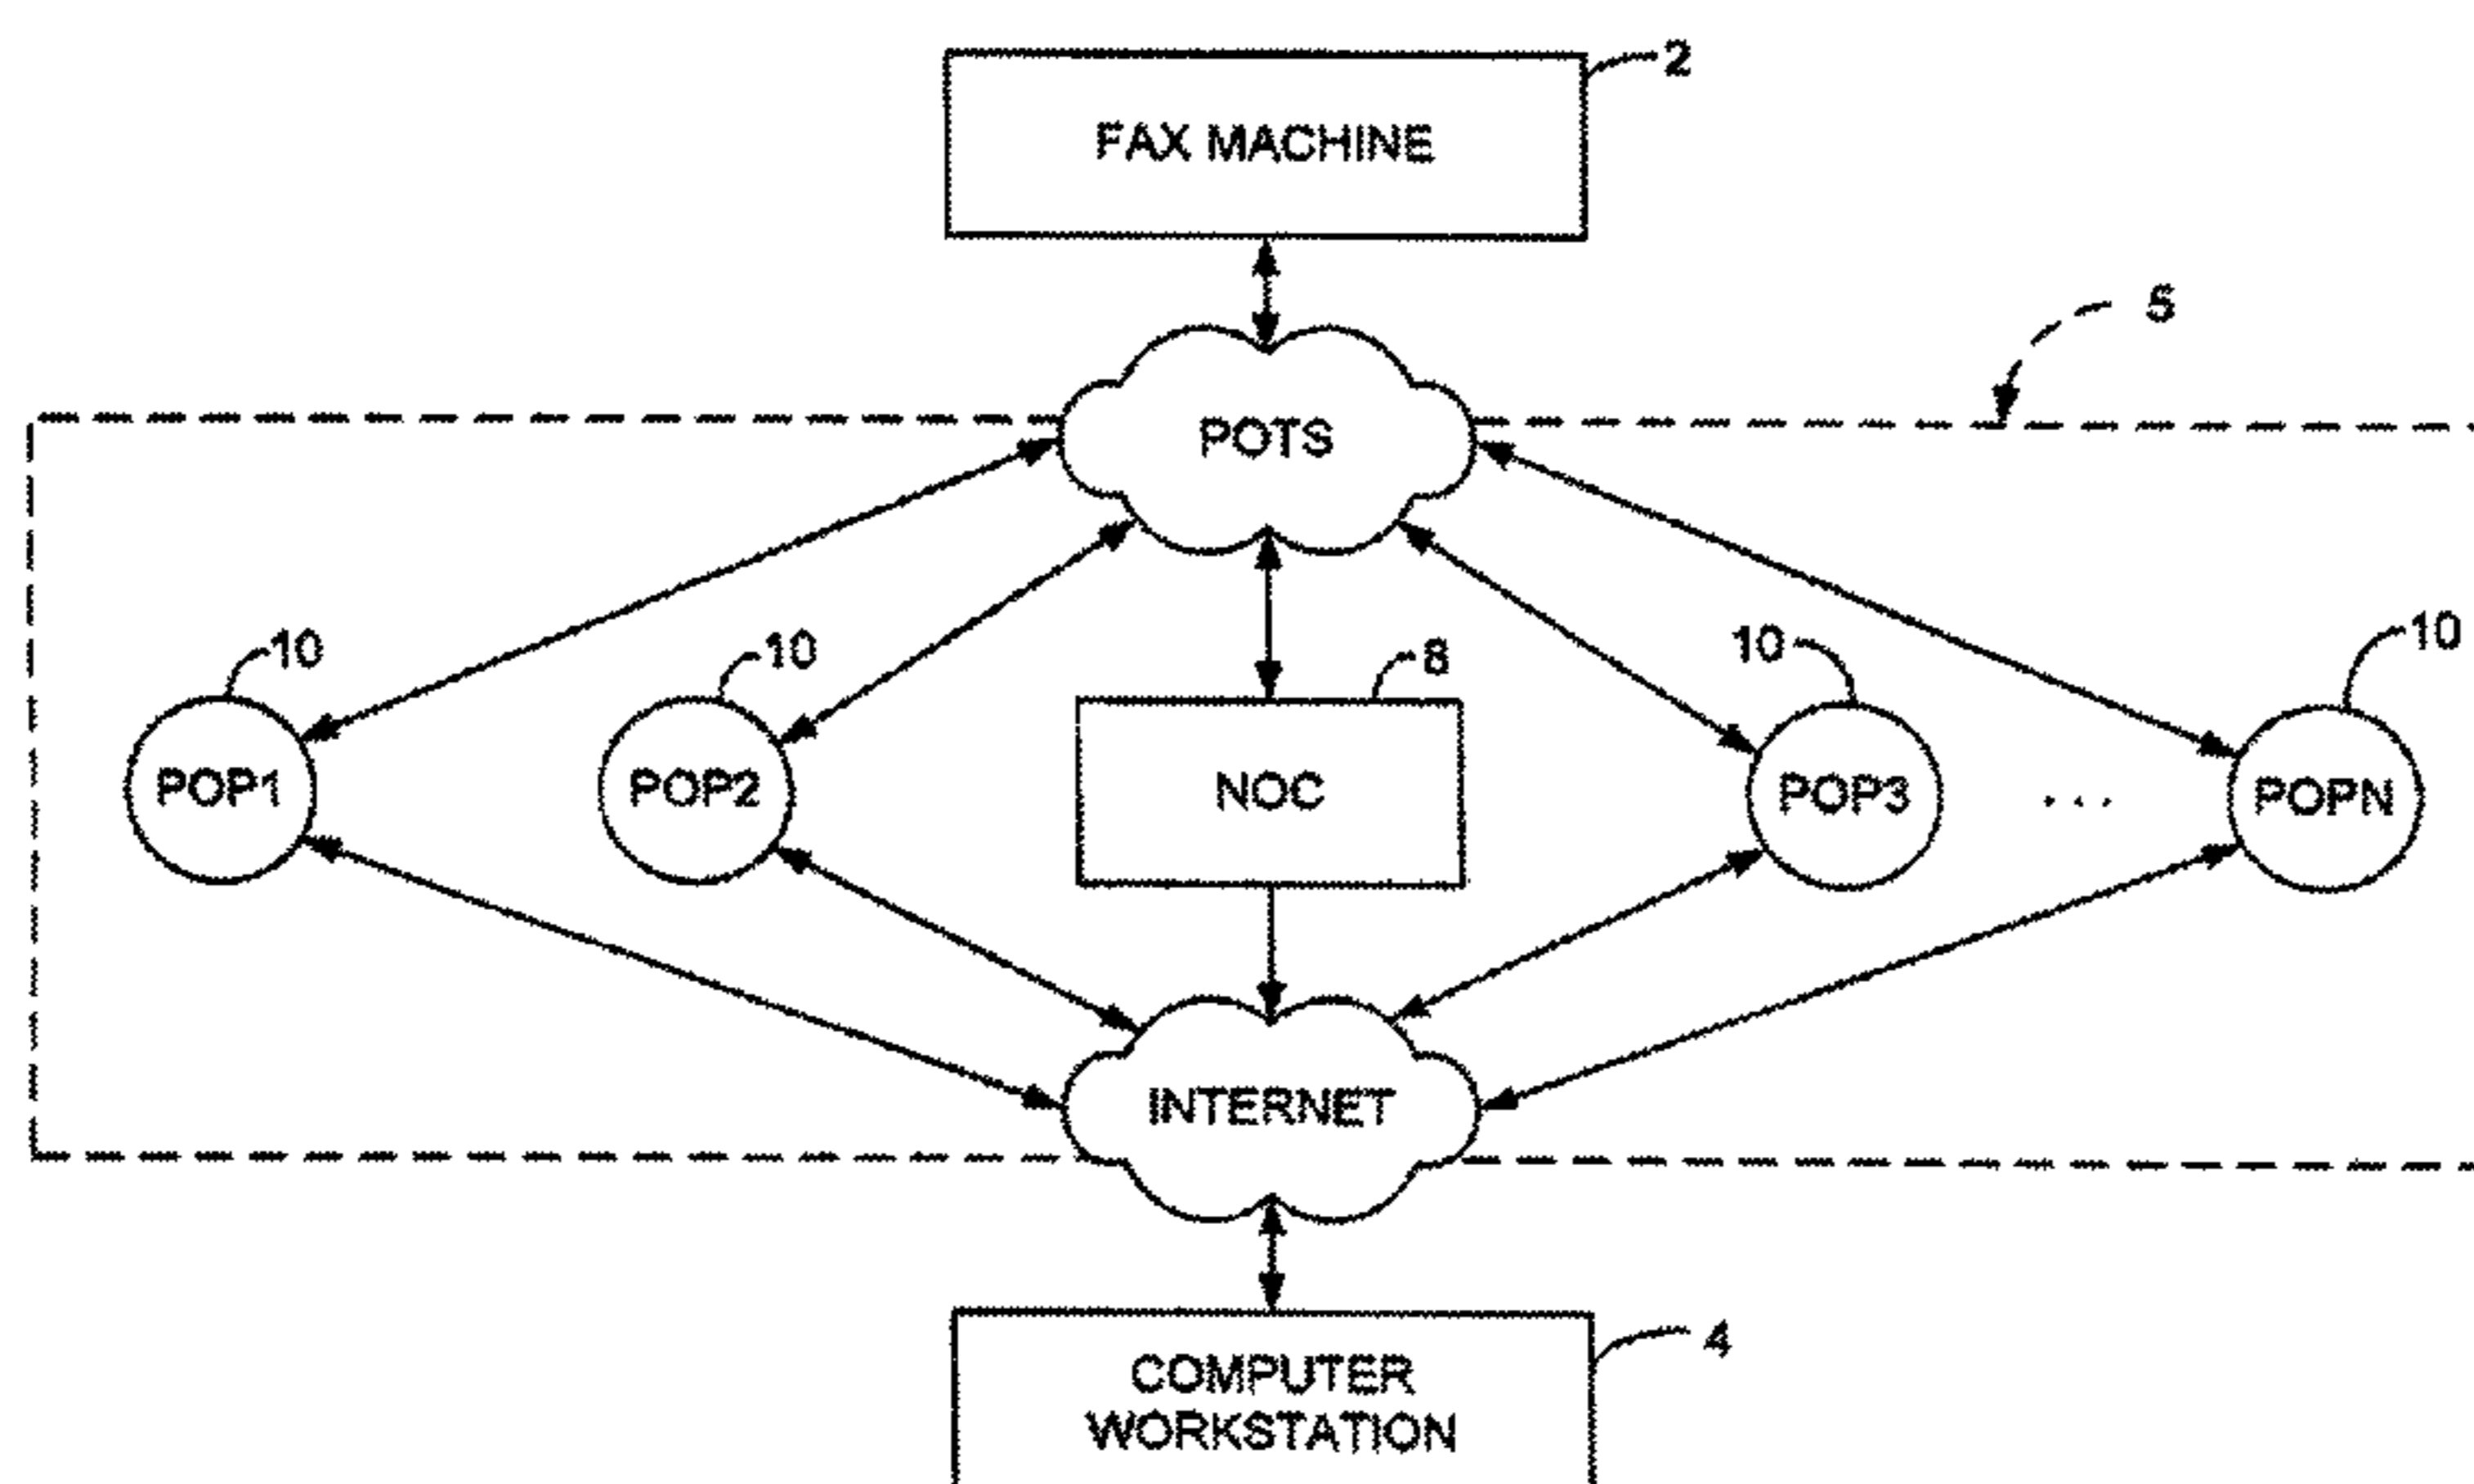 2
FAX MACHINE
5
POTS
10
10
8
10
10
POP1
POP2
NOC
POP3
. . .
POPN
INTERNET
4
COMPUTER
WORKSTATION